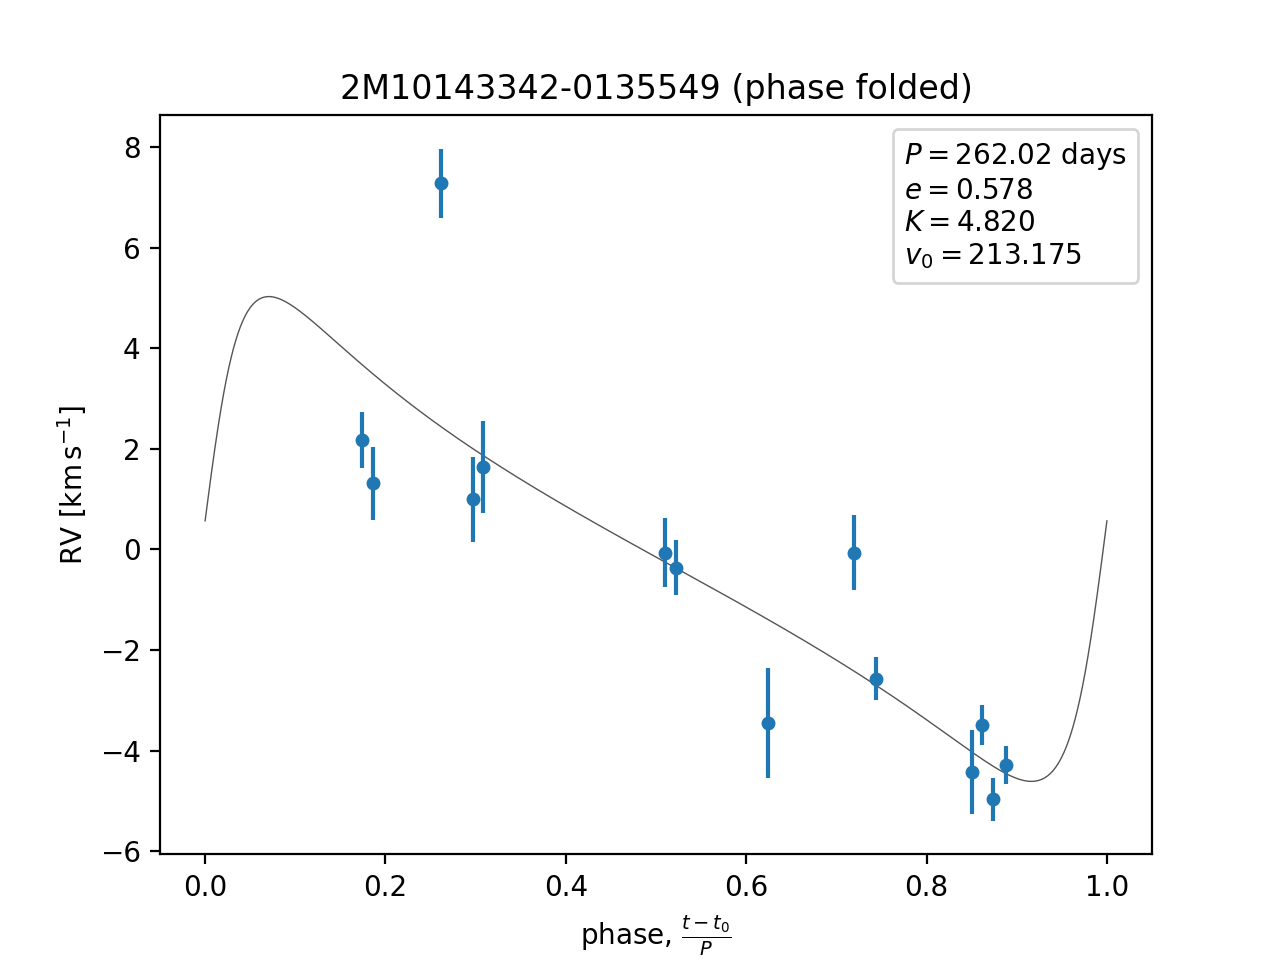 2M10143342-0135549 (phase folded)
P = 262.02 days
e = 0.578
K = 4.820
v₀ = 213.175
8
6
4
2
0
−2
−4
−6
RV [km s⁻¹]
0.0 0.2 0.4 0.6 0.8 1.0
phase, (t − t₀)/P